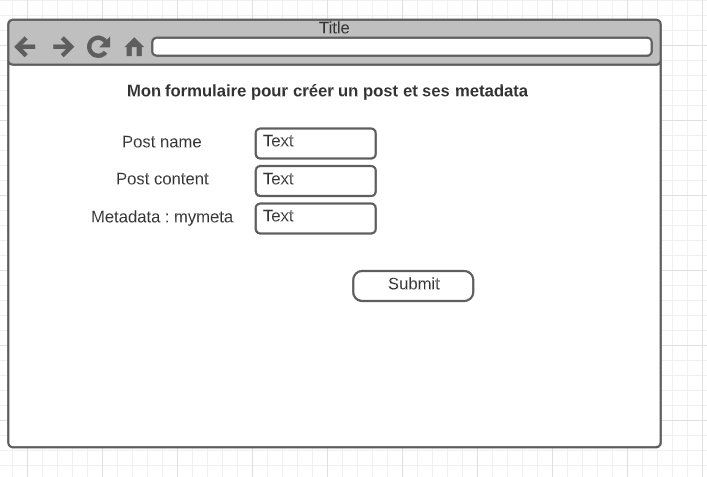 Title
Mon formulaire pour créer un post et ses metadata
Post name Text
Post content Text
Metadata : mymeta Text
Submit